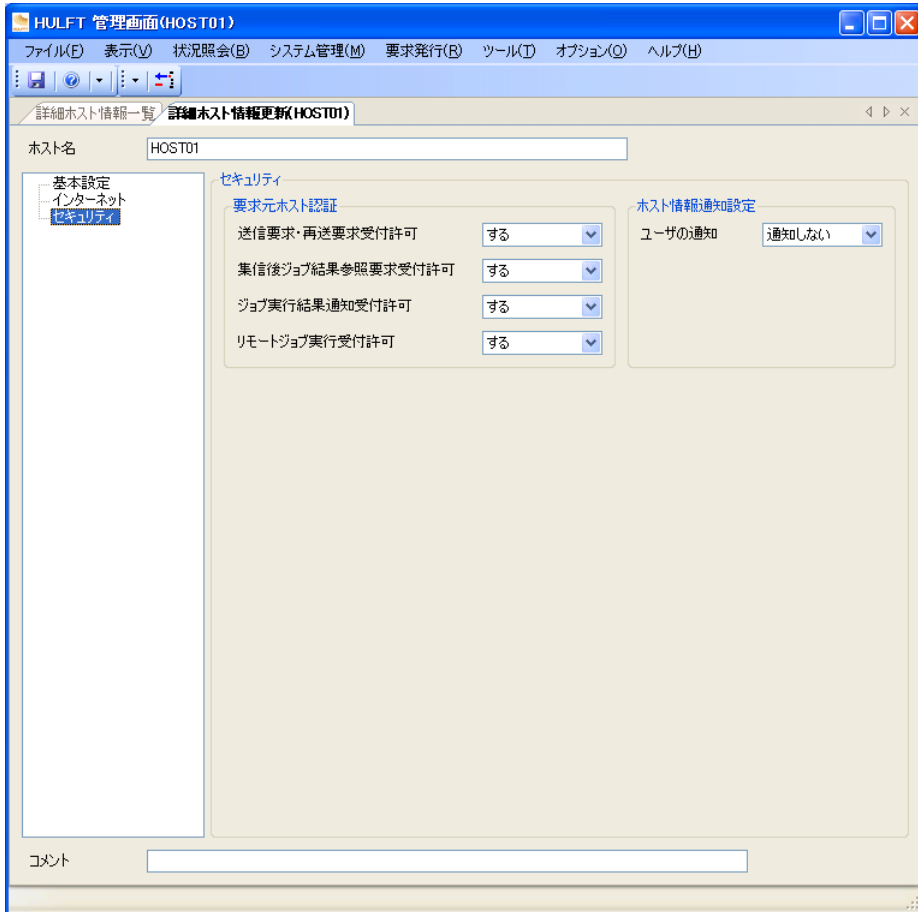 HULFT 管理画面(HOST01)
ファイル(F) 表示(V) 状況照会(B) システム管理(M) 要求発行(R) ツール(T) オプション(O) ヘルプ(H)
詳細ホスト情報一覧 詳細ホスト情報更新(HOST01)
ホスト名 HOST01
基本設定
インターネット
セキュリティ
セキュリティ
要求元ホスト認証
送信要求・再送要求受付許可 する
集信後ジョブ結果参照要求受付許可 する
ジョブ実行結果通知受付許可 する
リモートジョブ実行受付許可 する
ホスト情報通知設定
ユーザの通知 通知しない
コメント